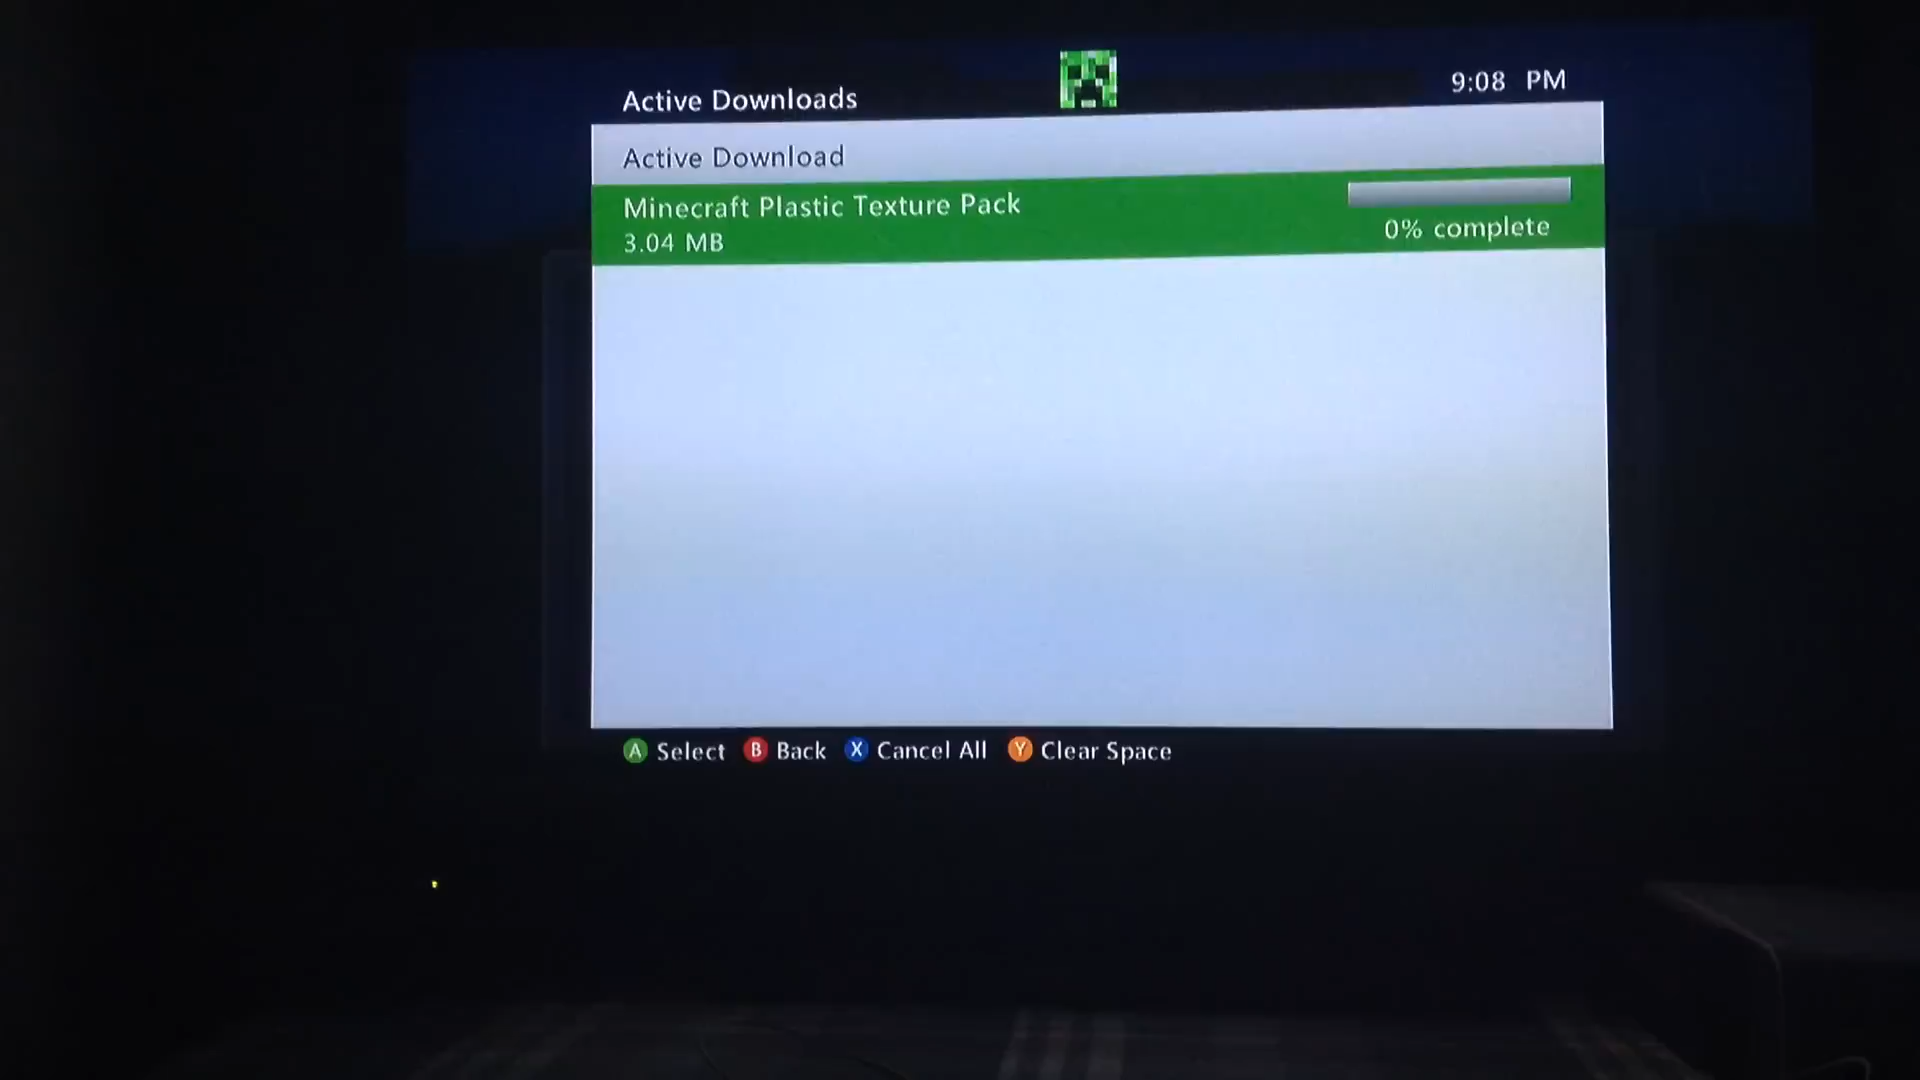 Active Downloads
9:08 PM
Active Download
Minecraft Plastic Texture Pack
3.04 MB
0% complete
A Select B Back X Cancel All Y Clear Space